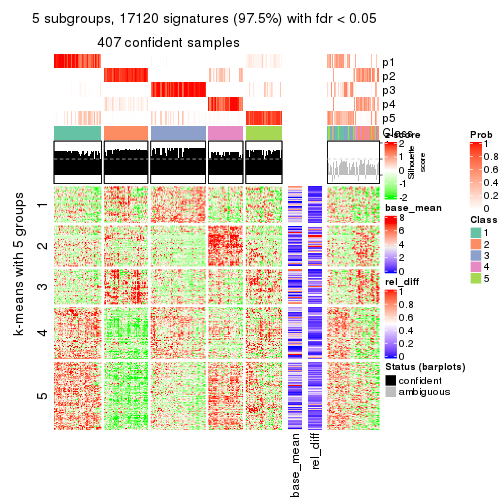 5 subgroups, 17120 signatures (97.5%) with fdr < 0.05
407 confident samples
p1
p2
p3
p4
p5
Class
Silhouette
score
k-means with 5 groups
1
2
3
4
5
base_mean
rel_diff
z-score
2
1
0
-1
-2
base_mean
8
6
4
2
0
rel_diff
1
0.8
0.6
0.4
0.2
0
Status (barplots)
confident
ambiguous
Prob
1
0.8
0.6
0.4
0.2
0
Class
1
2
3
4
5